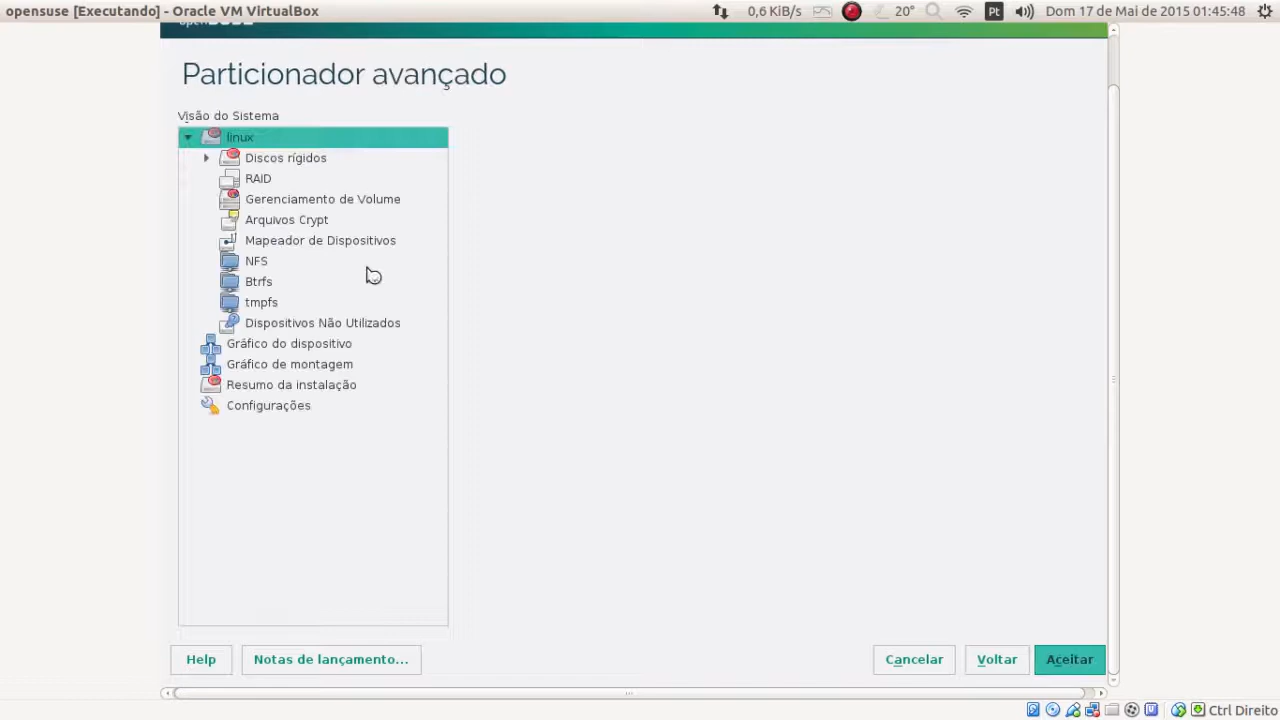 opensuse [Executando] - Oracle VM VirtualBox
0,6 KiB/s
20°
Pt
Dom 17 de Mai de 2015 01:45:48
Particionador avançado
Visão do Sistema
linux
Discos rígidos
RAID
Gerenciamento de Volume
Arquivos Crypt
Mapeador de Dispositivos
NFS
Btrfs
tmpfs
Dispositivos Não Utilizados
Gráfico do dispositivo
Gráfico de montagem
Resumo da instalação
Configurações
Help
Notas de lançamento...
Cancelar
Voltar
Aceitar
Ctrl Direito